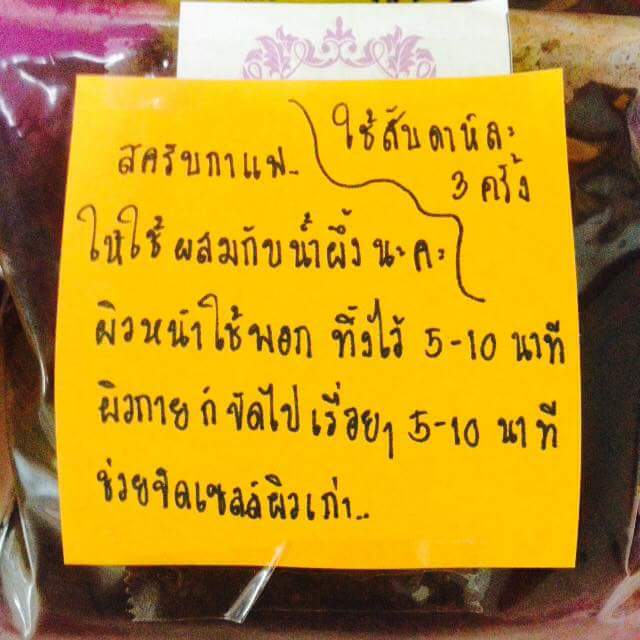 สครับกาแฟ..
ใช้สัปดาห์ละ
3 ครั้ง
ให้ใช้ผสมกับน้ำผึ้งนะคะ
ผิวหน้าใช้พอก ทิ้งไว้ 5-10 นาที
ผิวกายก็ขัดไปเรื่อยๆ 5-10 นาที
ช่วยขัดเซลล์ผิวเก่า..